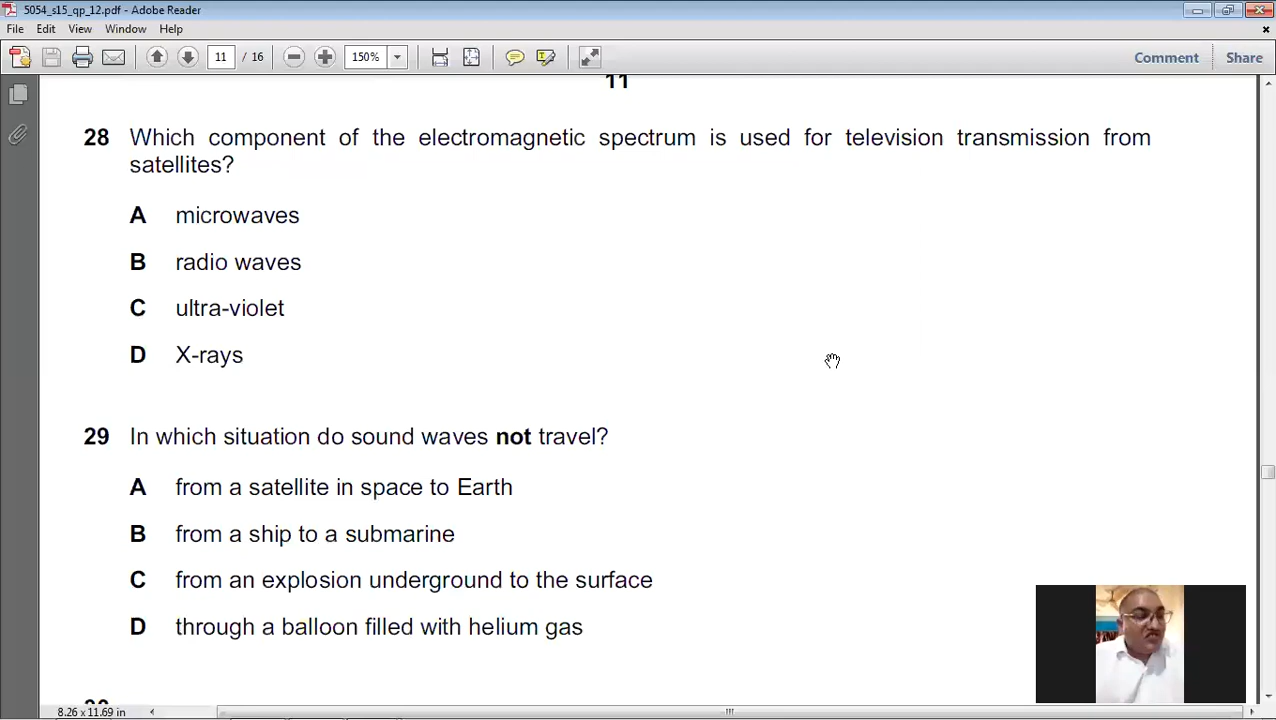 5054_s15_qp_12.pdf - Adobe Reader
File Edit View Window Help
11 / 16 150% Comment Share
11
28 Which component of the electromagnetic spectrum is used for television transmission from
satellites?
A microwaves
B radio waves
C ultra-violet
D X-rays
29 In which situation do sound waves not travel?
A from a satellite in space to Earth
B from a ship to a submarine
C from an explosion underground to the surface
D through a balloon filled with helium gas
8.26 x 11.69 in